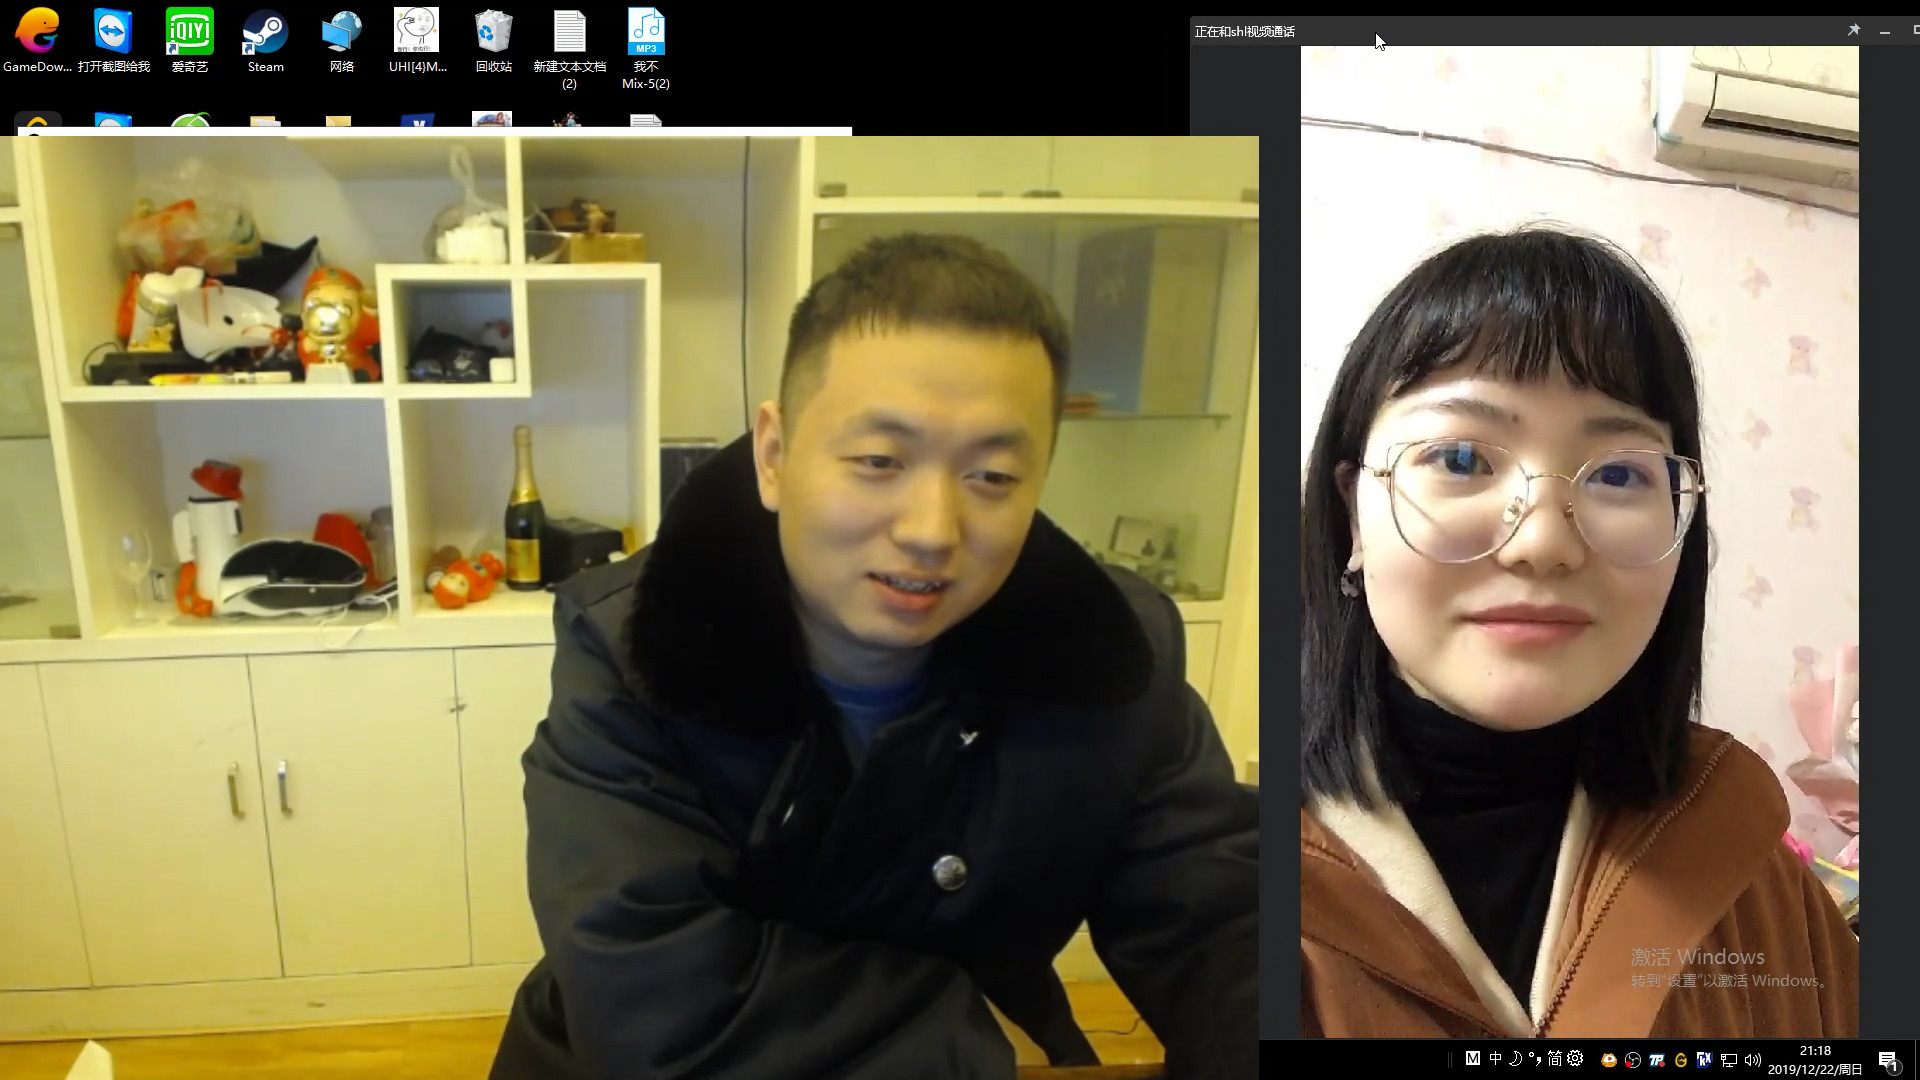 GameDow...
打开截图给我
爱奇艺
Steam
网络
UHI[4]M...
回收站
新建文本文档
(2)
我不
Mix-5(2)
iQIYI
MP3
正在和shl视频通话
激活 Windows
转到"设置"以激活 Windows。
M 中 简
21:18
2019/12/22/周日
1